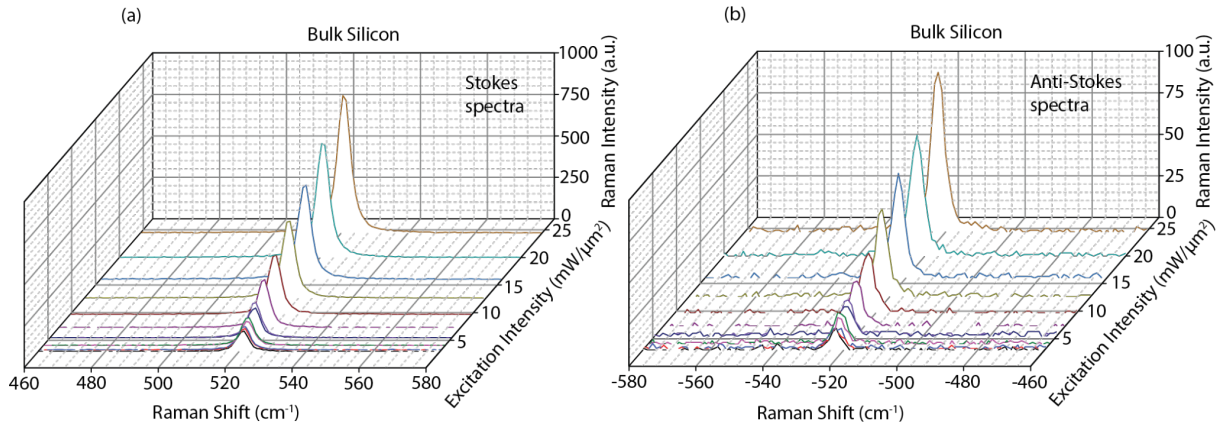 (a)
Bulk Silicon
Stokes
spectra
1000
750
500
250
0
Raman Intensity (a.u.)
25
20
15
10
5
Excitation Intensity (mW/µm²)
460 480 500 520 540 560 580
Raman Shift (cm⁻¹)
(b)
Bulk Silicon
Anti-Stokes
spectra
100
75
50
25
0
Raman Intensity (a.u.)
25
20
15
10
5
Excitation Intensity (mW/µm²)
-580 -560 -540 -520 -500 -480 -460
Raman Shift (cm⁻¹)